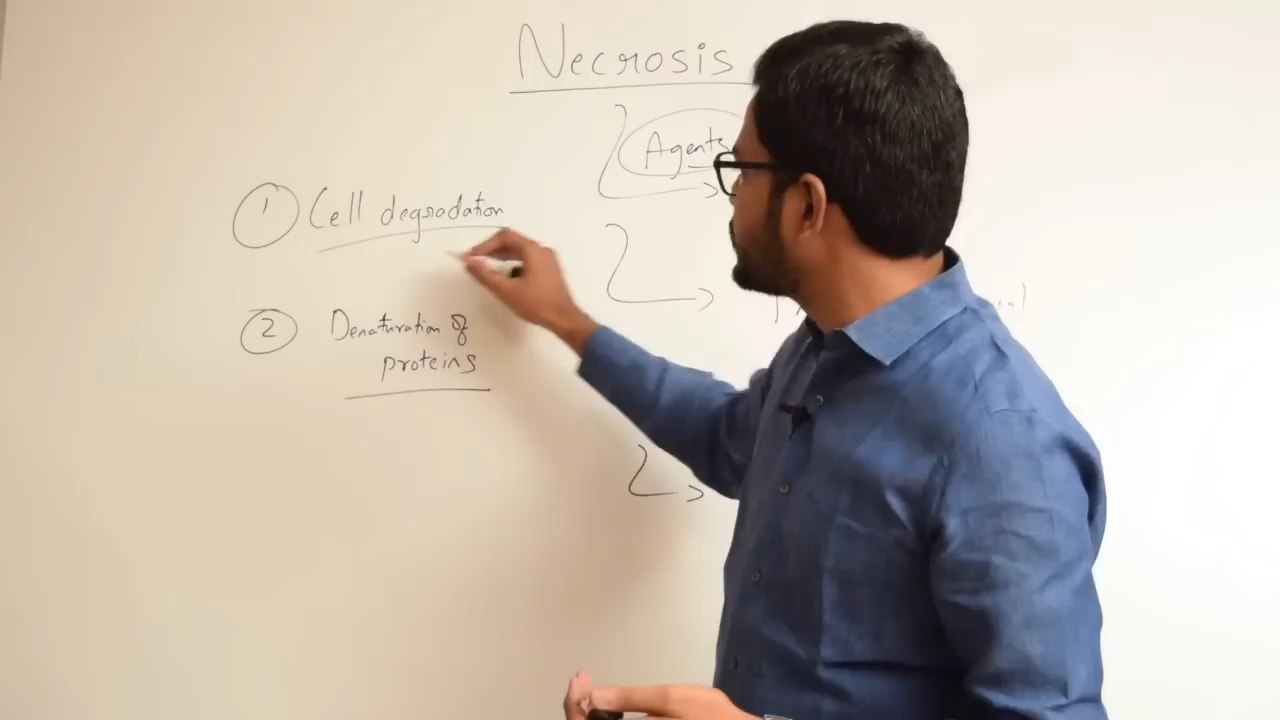 Necrosis
Agents
1 Cell degradation
2 Denaturation of
proteins